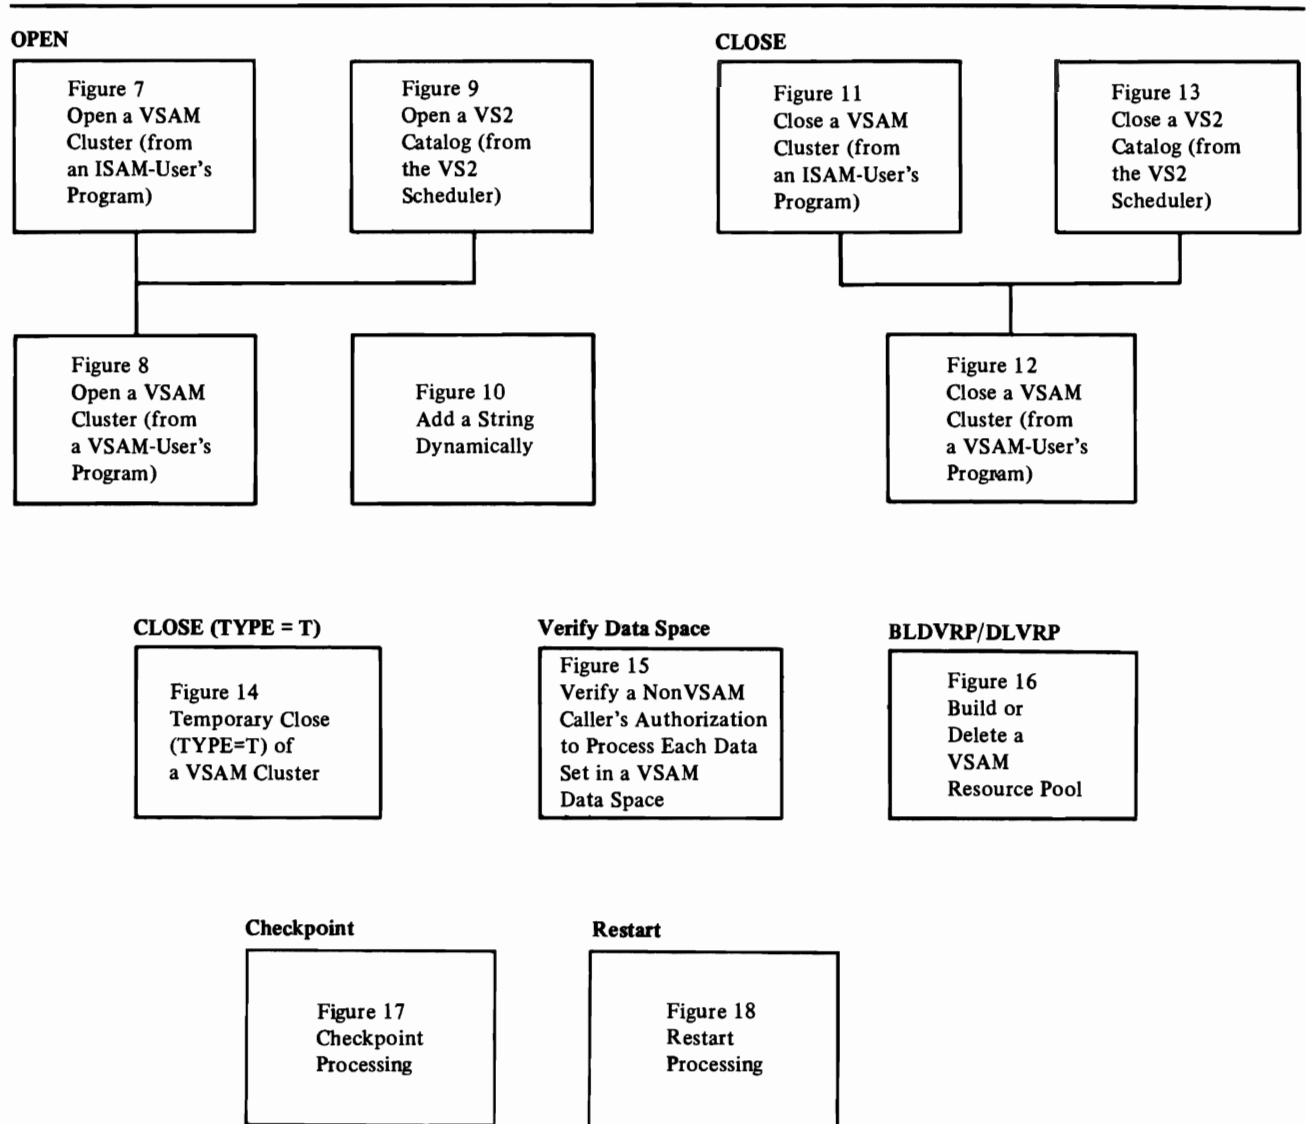 OPEN
Figure 7
Open a VSAM
Cluster (from
an ISAM-User's
Program)
Figure 9
Open a VS2
Catalog (from
the VS2
Scheduler)
Figure 8
Open a VSAM
Cluster (from
a VSAM-User's
Program)
Figure 10
Add a String
Dynamically
CLOSE
Figure 11
Close a VSAM
Cluster (from
an ISAM-User's
Program)
Figure 13
Close a VS2
Catalog (from
the VS2
Scheduler)
Figure 12
Close a VSAM
Cluster (from
a VSAM-User's
Program)
CLOSE (TYPE = T)
Figure 14
Temporary Close
(TYPE=T) of
a VSAM Cluster
Verify Data Space
Figure 15
Verify a NonVSAM
Caller's Authorization
to Process Each Data
Set in a VSAM
Data Space
BLDVRP/DLVRP
Figure 16
Build or
Delete a
VSAM
Resource Pool
Checkpoint
Figure 17
Checkpoint
Processing
Restart
Figure 18
Restart
Processing